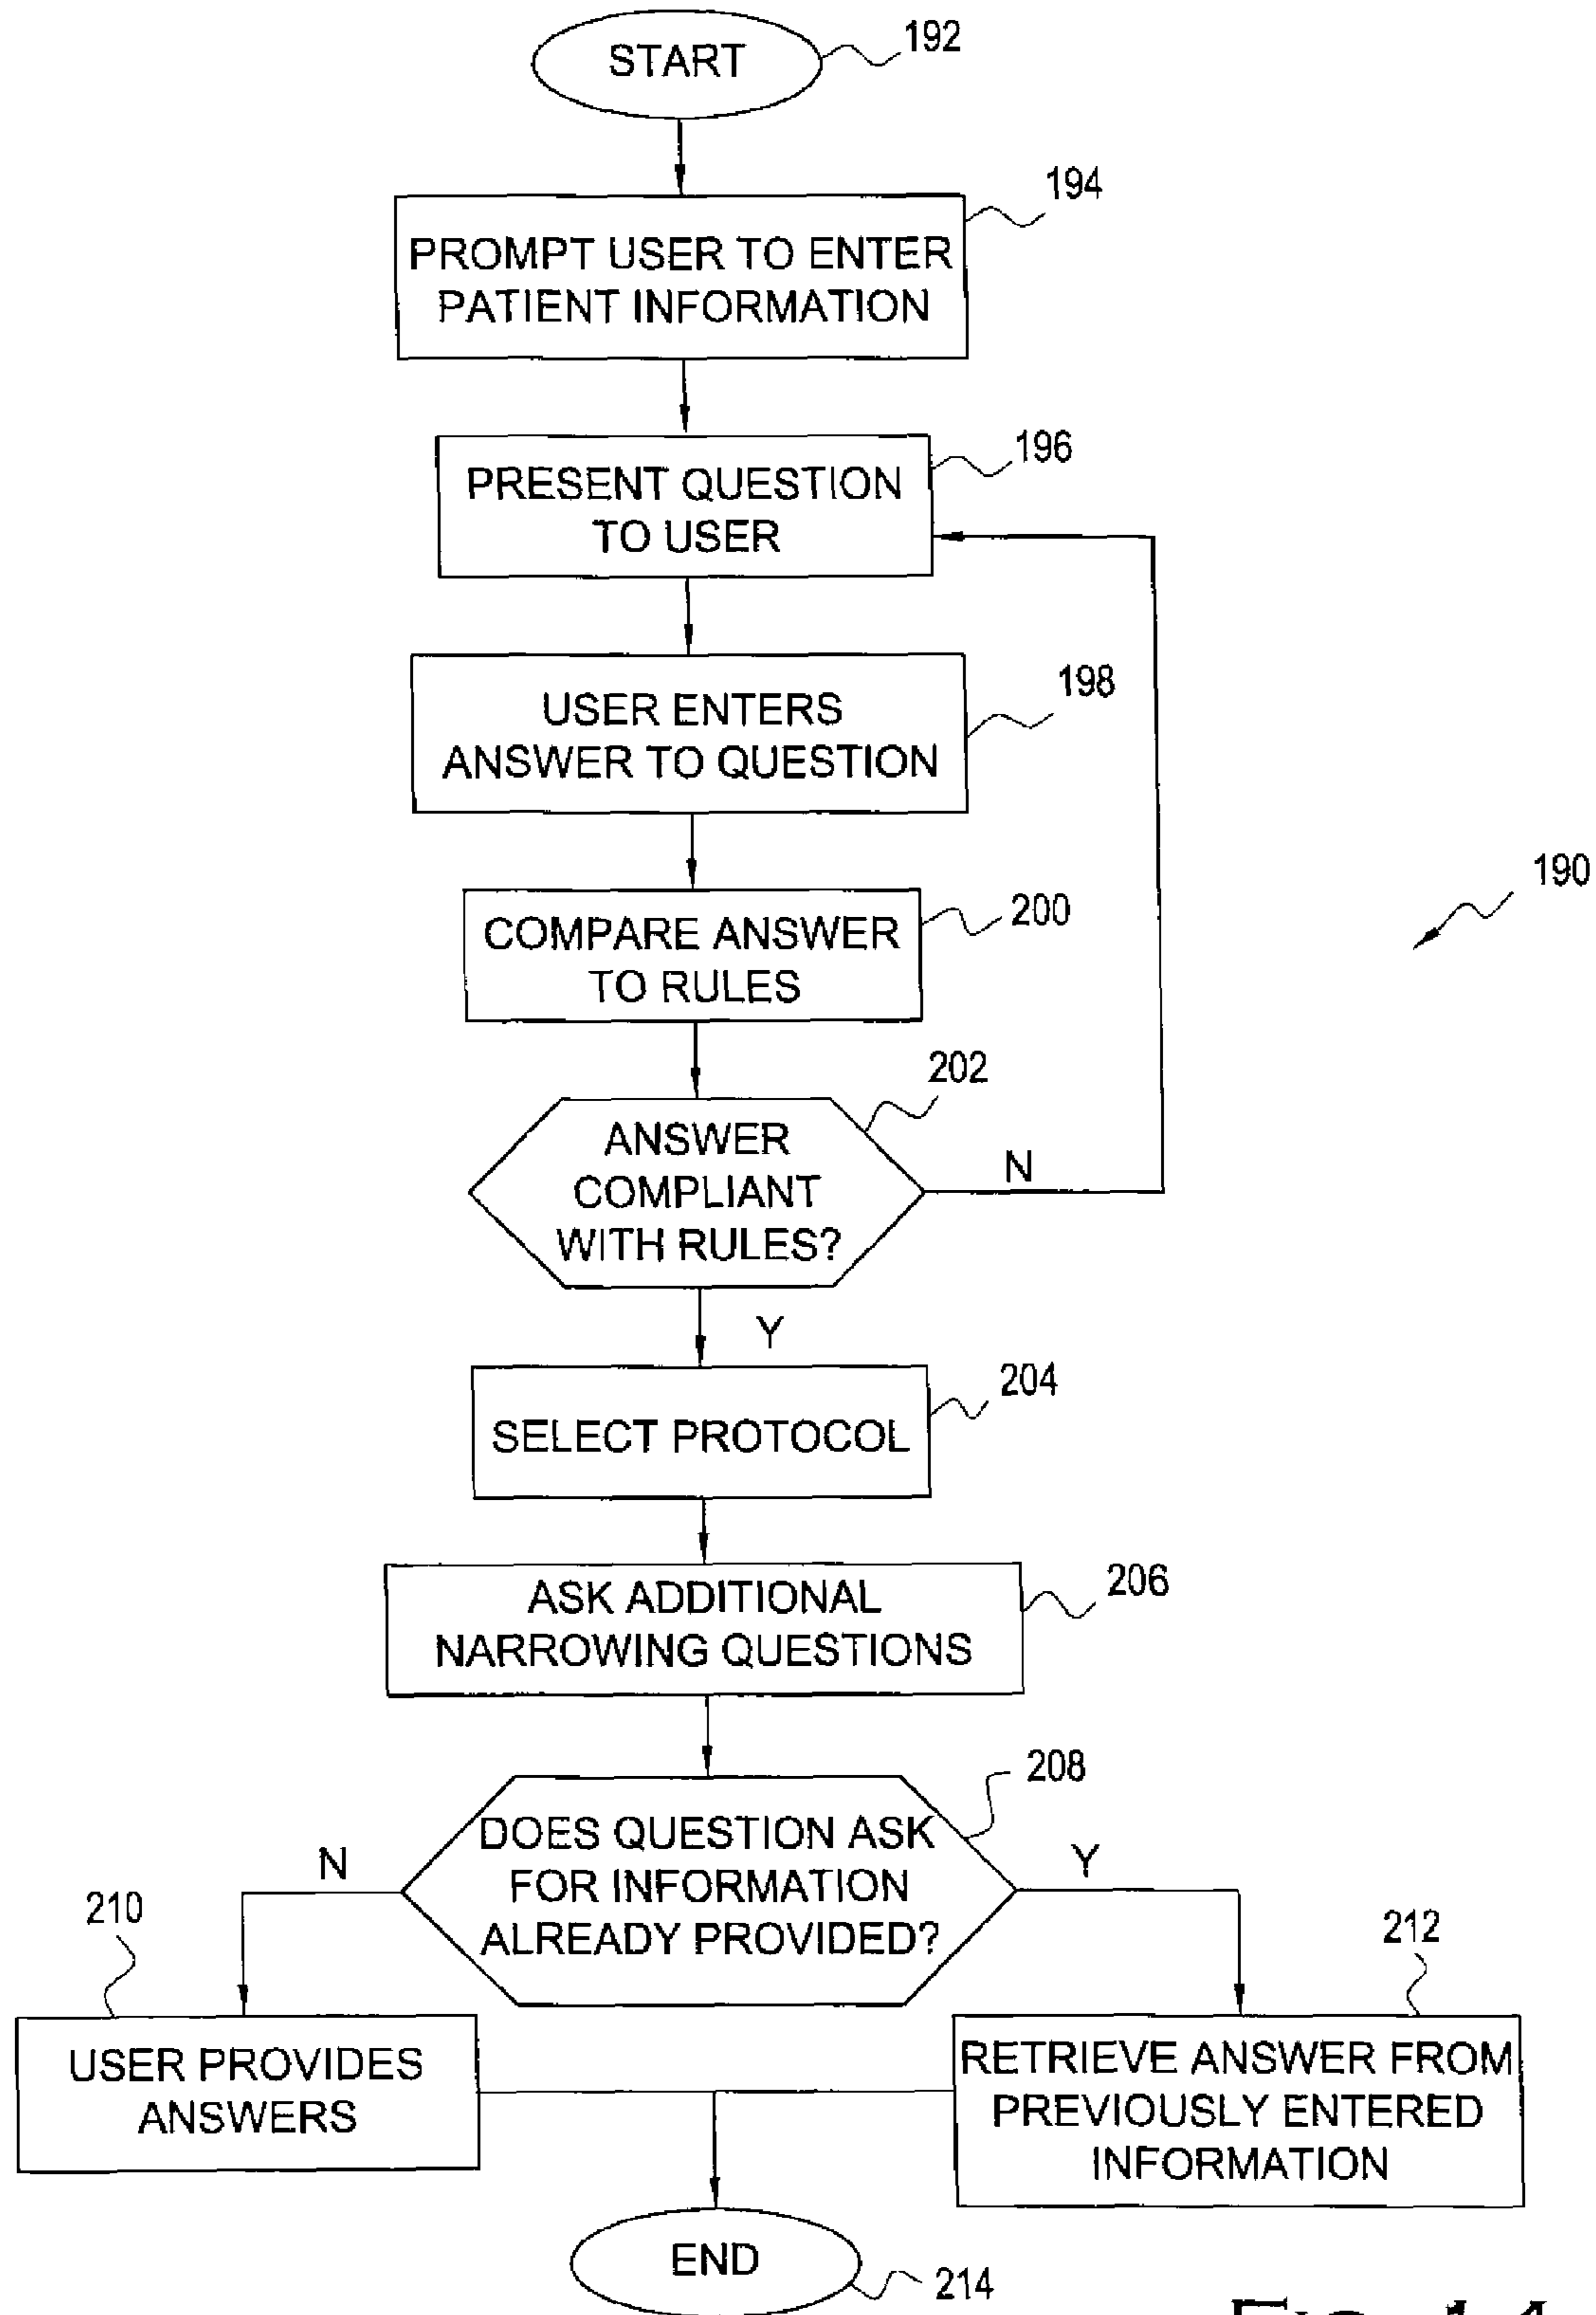 START
192
194
PROMPT USER TO ENTER
PATIENT INFORMATION
196
PRESENT QUESTION
TO USER
198
USER ENTERS
ANSWER TO QUESTION
190
200
COMPARE ANSWER
TO RULES
202
ANSWER
COMPLIANT
WITH RULES?
N
Y
204
SELECT PROTOCOL
206
ASK ADDITIONAL
NARROWING QUESTIONS
208
DOES QUESTION ASK
FOR INFORMATION
ALREADY PROVIDED?
N
Y
210
212
USER PROVIDES
ANSWERS
RETRIEVE ANSWER FROM
PREVIOUSLY ENTERED
INFORMATION
END
214